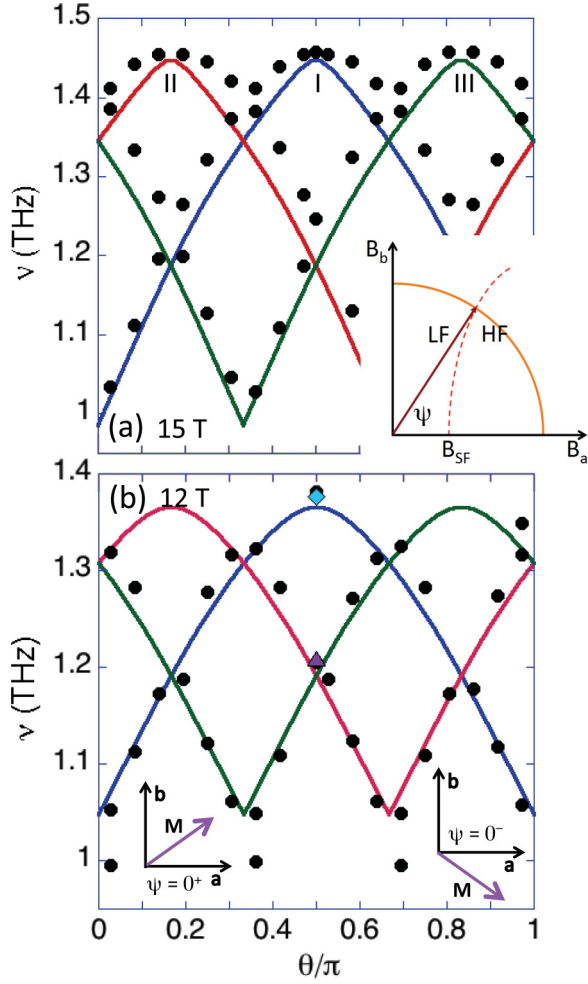 1.5
1.4
1.3
1.2
1.1
1
ν (THz)
II
I
III
(a) 15 T
B_b
LF
HF
ψ
B_SF
B_a
1.4
1.3
1.2
1.1
1
ν (THz)
(b) 12 T
b
M
ψ = 0⁺
a
b
ψ = 0⁻
a
M
0
0.2
0.4
0.6
0.8
1
θ/π